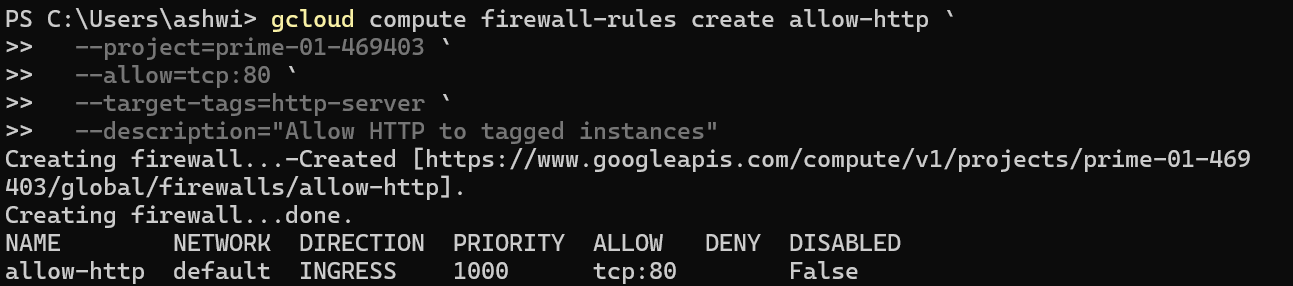 PS C:\Users\ashwi> gcloud compute firewall-rules create allow-http `
>>   --project=prime-01-469403 `
>>   --allow=tcp:80 `
>>   --target-tags=http-server `
>>   --description="Allow HTTP to tagged instances"
Creating firewall...-Created [https://www.googleapis.com/compute/v1/projects/prime-01-469
403/global/firewalls/allow-http].
Creating firewall...done.
NAME        NETWORK  DIRECTION  PRIORITY  ALLOW   DENY  DISABLED
allow-http  default  INGRESS    1000      tcp:80        False